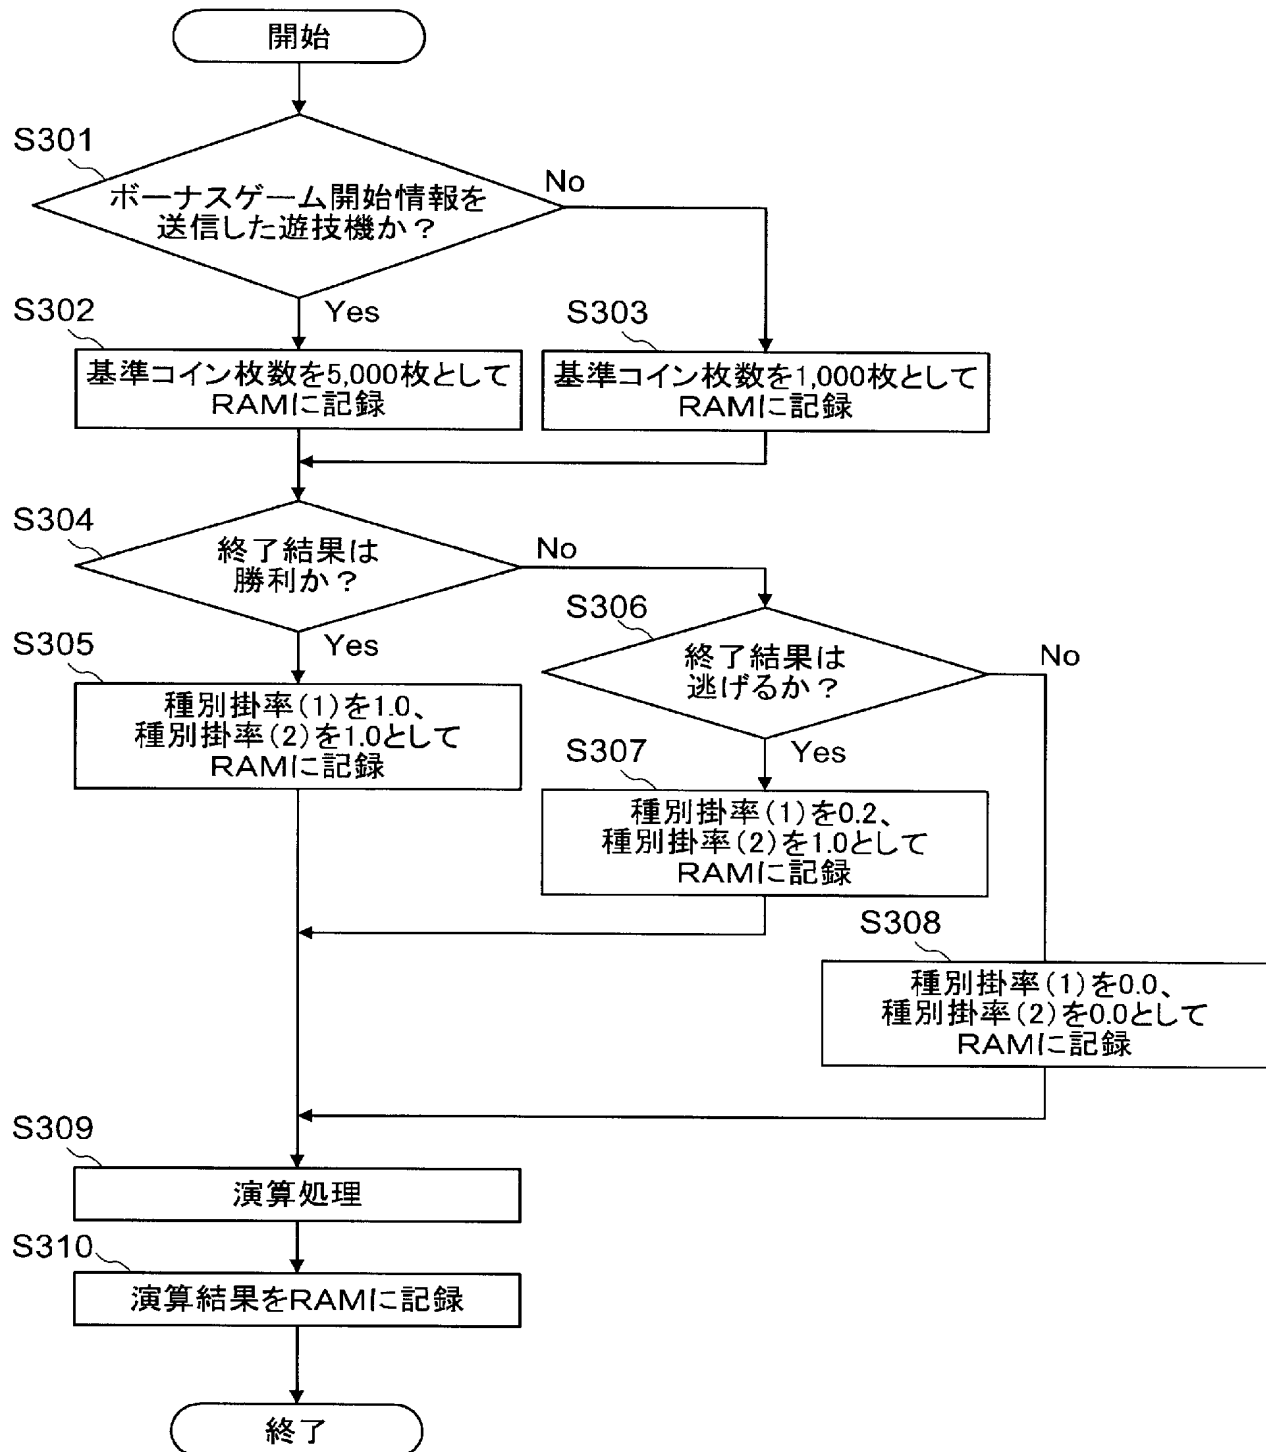 開始
S301
ボーナスゲーム開始情報を
送信した遊技機か？
No
Yes
S302
基準コイン枚数を5,000枚として
RAMに記録
S303
基準コイン枚数を1,000枚として
RAMに記録
S304
終了結果は
勝利か？
No
Yes
S305
種別掛率(1)を1.0、
種別掛率(2)を1.0として
RAMに記録
S306
終了結果は
逃げるか？
No
Yes
S307
種別掛率(1)を0.2、
種別掛率(2)を1.0として
RAMに記録
S308
種別掛率(1)を0.0、
種別掛率(2)を0.0として
RAMに記録
S309
演算処理
S310
演算結果をRAMに記録
終了